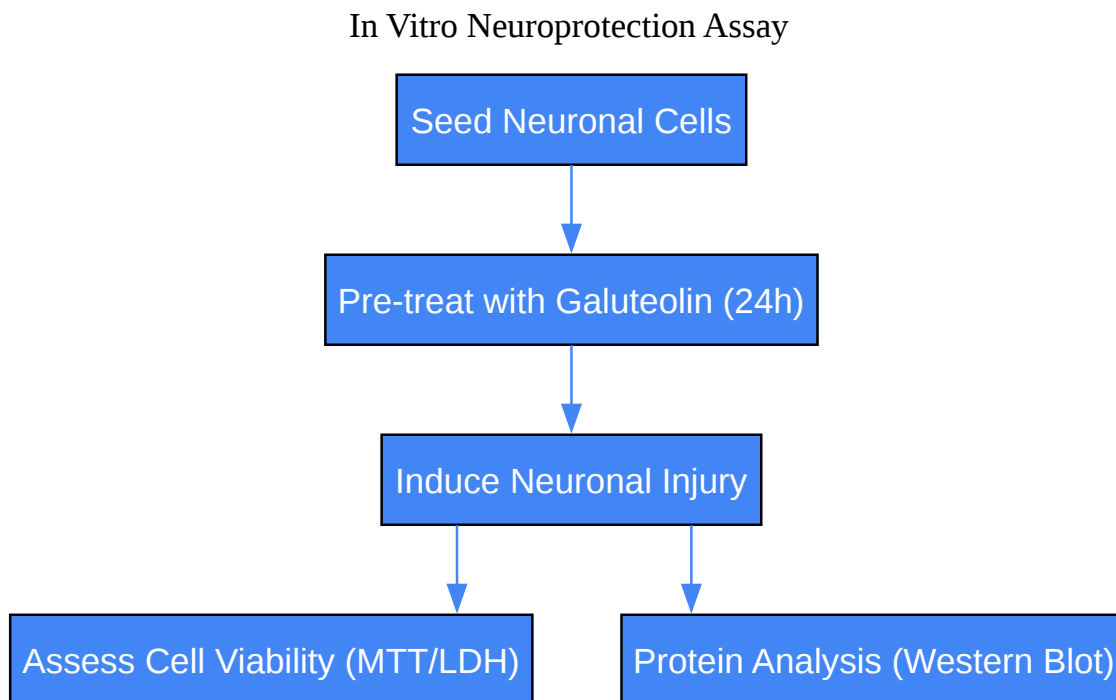 In Vitro Neuroprotection Assay
Seed Neuronal Cells
Pre-treat with Galuteolin (24h)
Induce Neuronal Injury
Assess Cell Viability (MTT/LDH)
Protein Analysis (Western Blot)